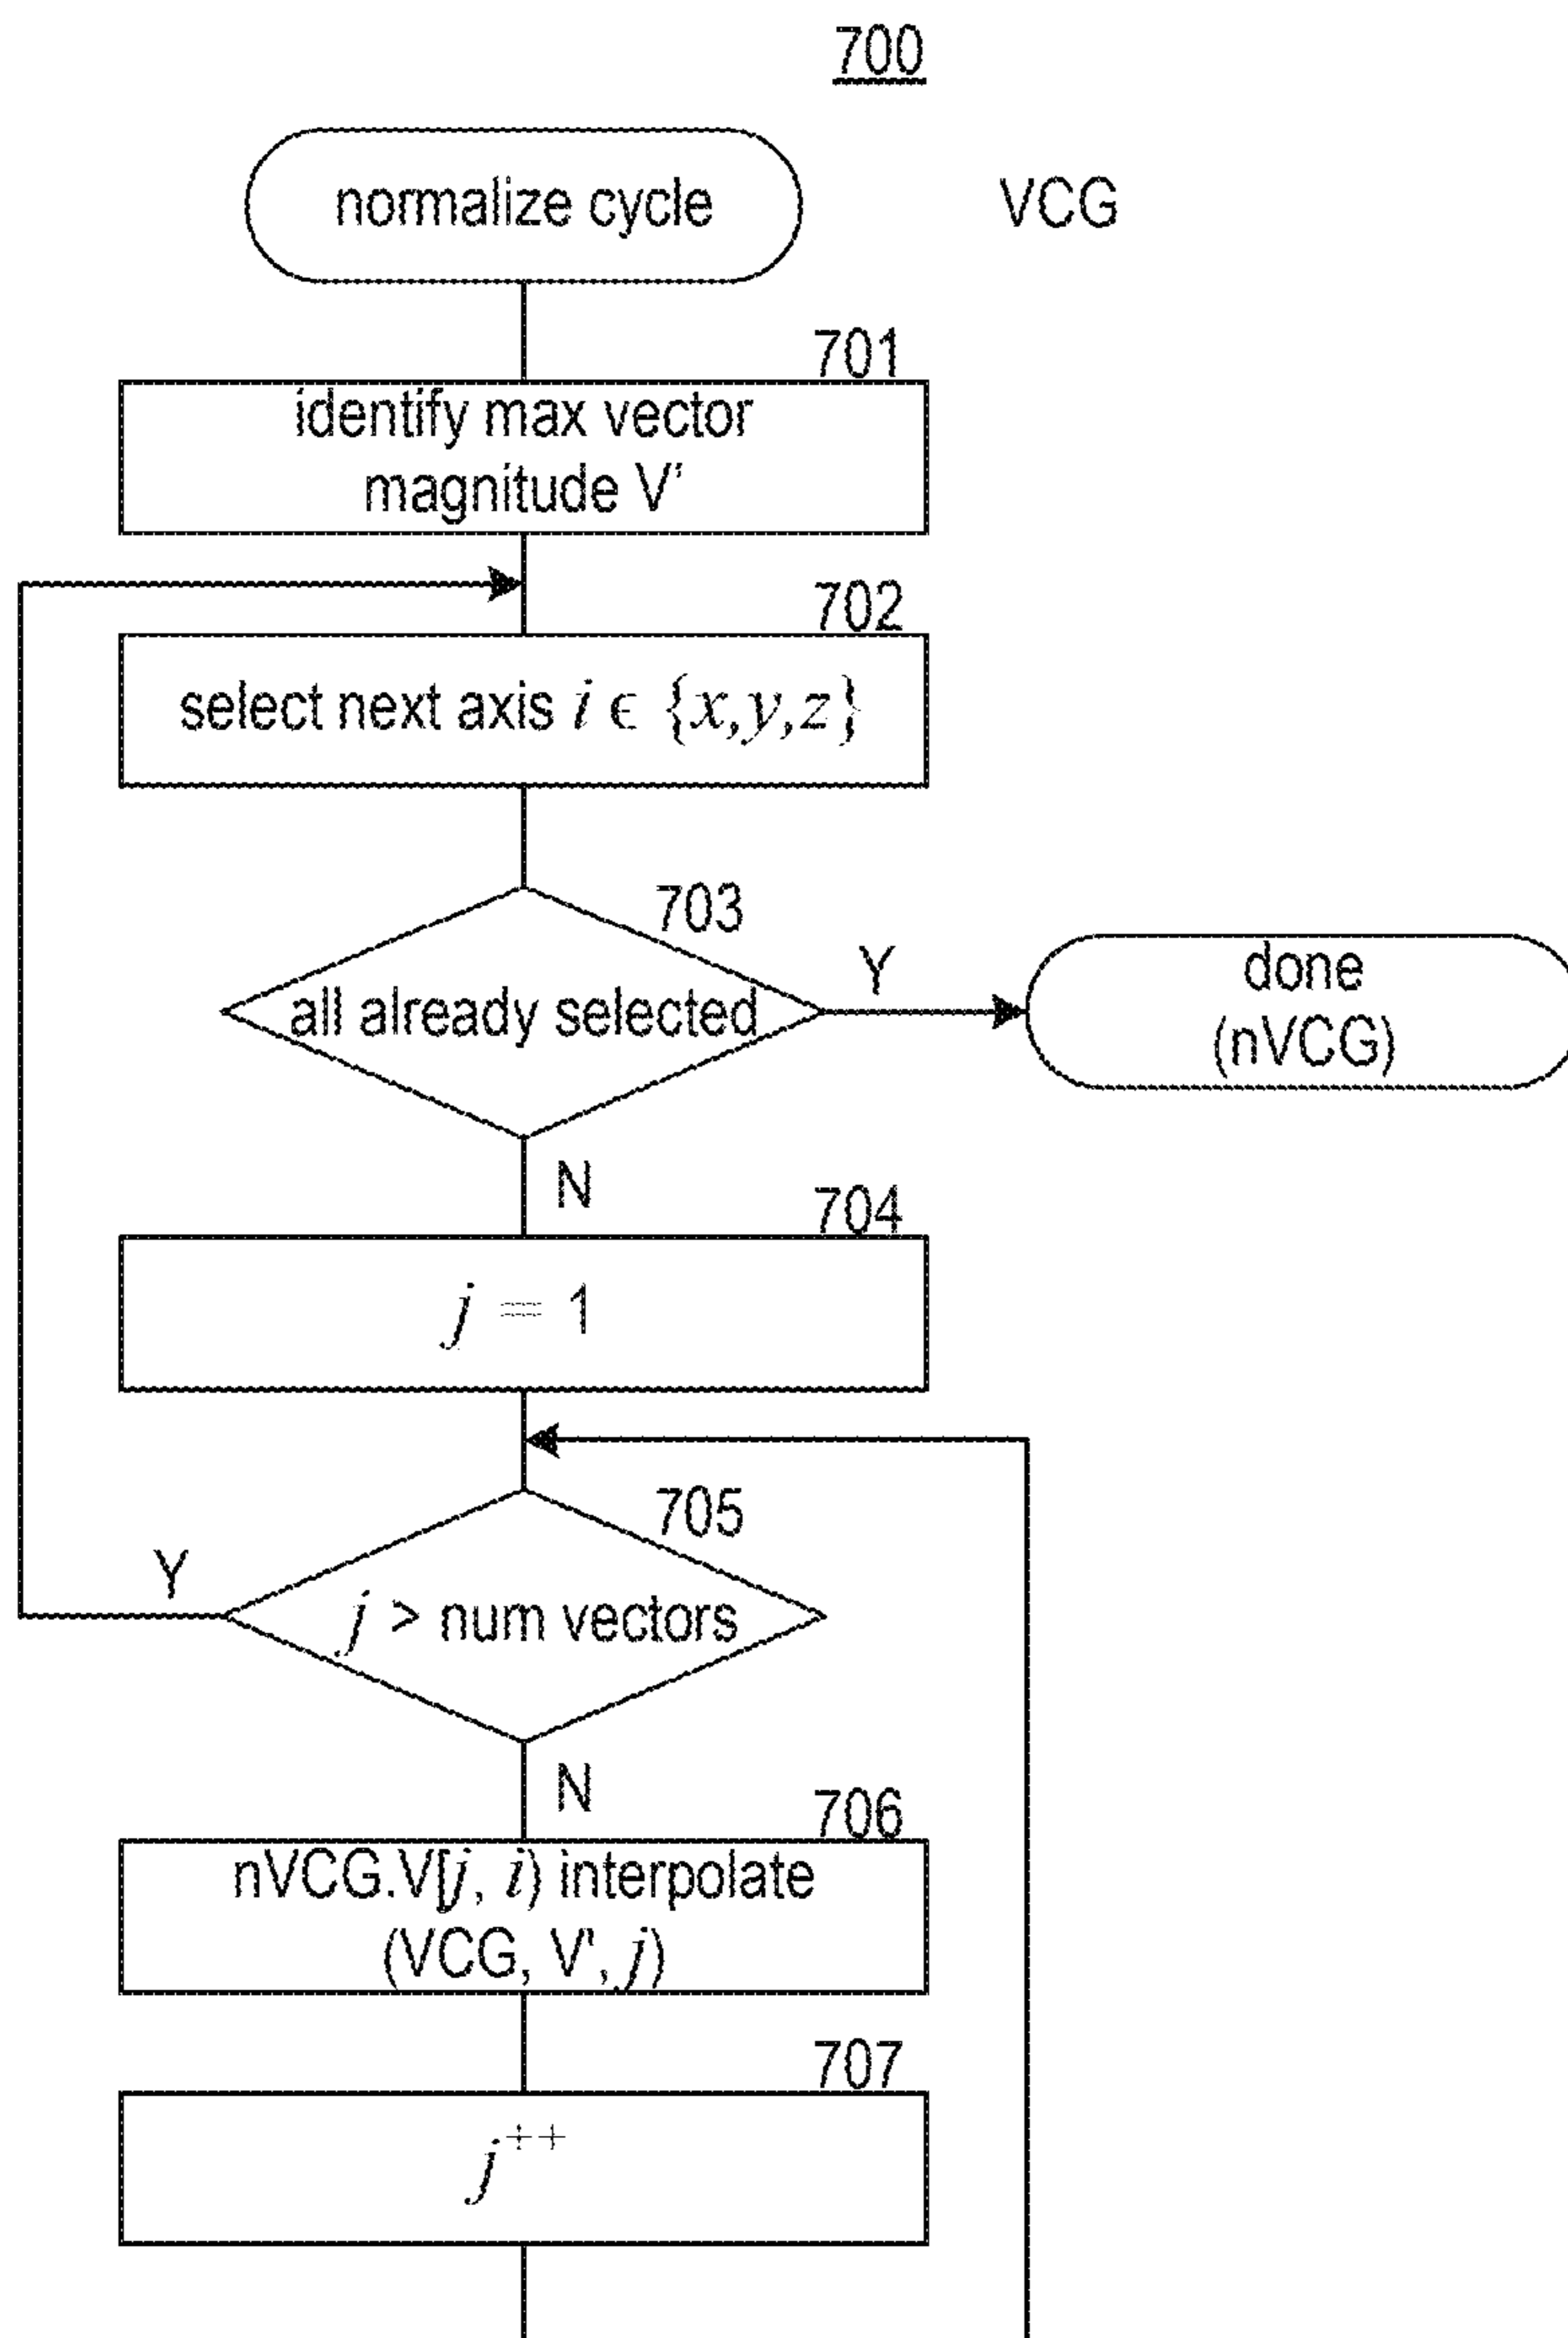 700
normalize cycle
VCG
701
identify max vector
magnitude V'
702
select next axis i ϵ {x,y,z}
703
all already selected
Y
done
(nVCG)
N
704
j = 1
705
Y
j > num vectors
N
706
nVCG.V[j, i) interpolate
(VCG, V', j)
707
j++